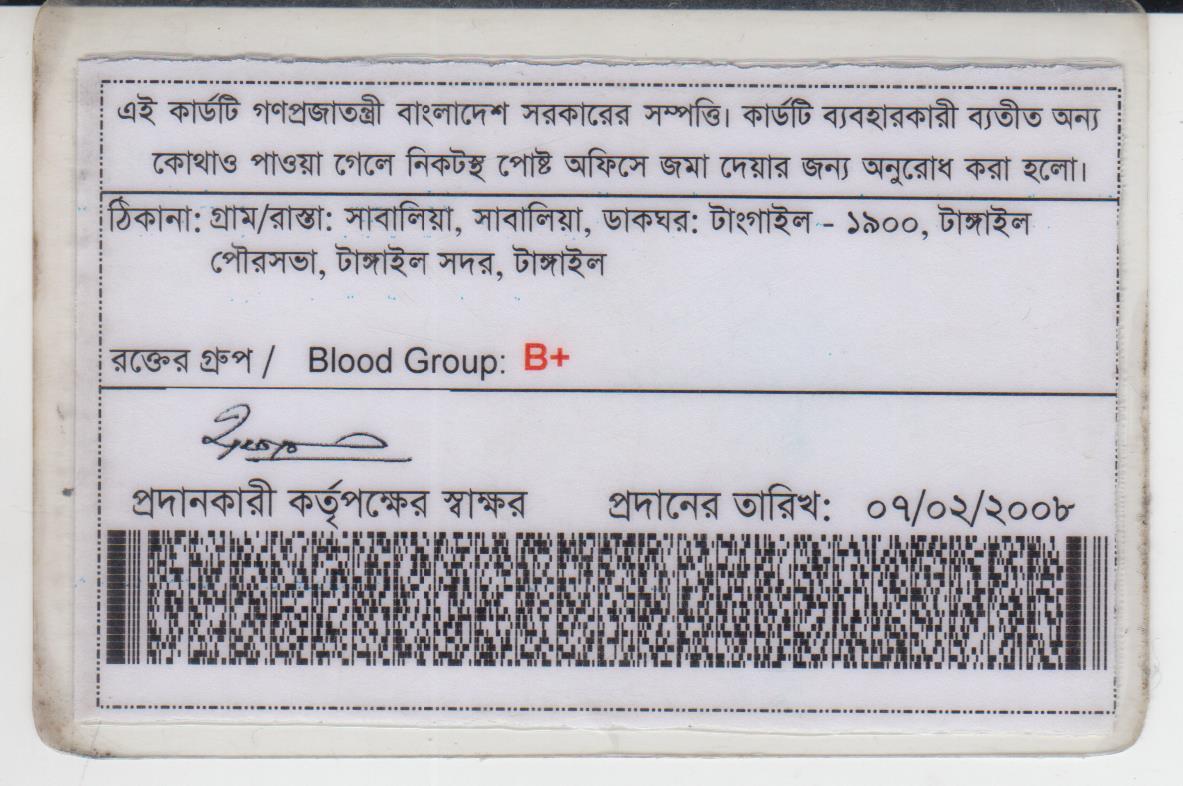 এই কার্ডটি গণপ্রজাতন্ত্রী বাংলাদেশ সরকারের সম্পত্তি। কার্ডটি ব্যবহারকারী ব্যতীত অন্য
কোথাও পাওয়া গেলে নিকটস্থ পোষ্ট অফিসে জমা দেয়ার জন্য অনুরোধ করা হলো।
ঠিকানা: গ্রাম/রাস্তা: সাবালিয়া, সাবালিয়া, ডাকঘর: টাংগাইল - ১৯০০, টাঙ্গাইল
পৌরসভা, টাঙ্গাইল সদর, টাঙ্গাইল
রক্তের গ্রুপ / Blood Group: B+
প্রদানকারী কর্তৃপক্ষের স্বাক্ষর প্রদানের তারিখ: ০৭/০২/২০০৮